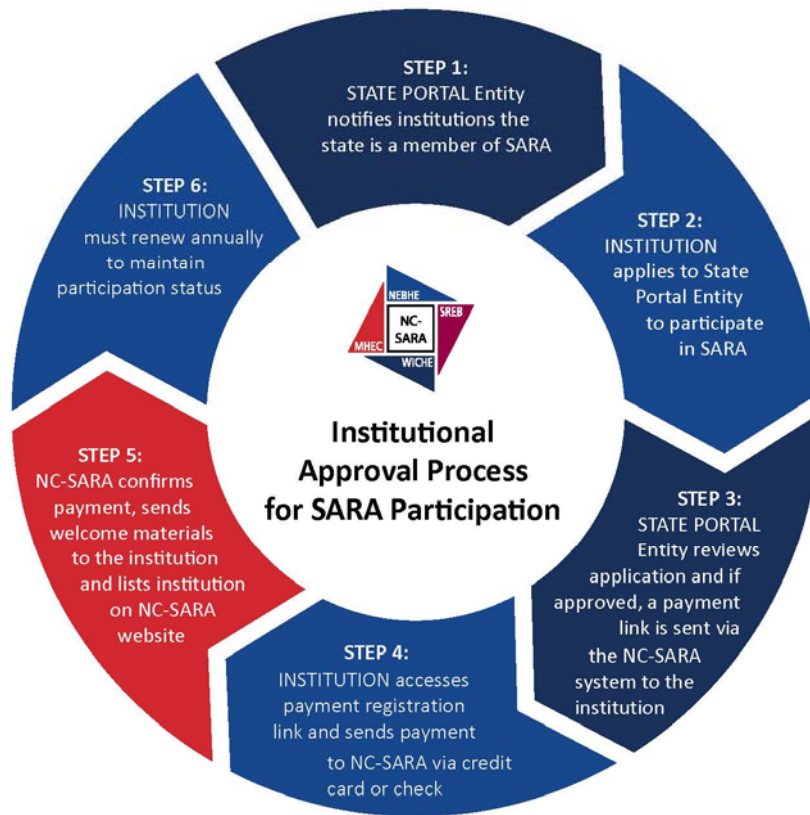 STEP 1:
STATE PORTAL Entity
notifies institutions the
state is a member of SARA
STEP 2:
INSTITUTION
applies to State
Portal Entity
to participate
in SARA
STEP 3:
STATE PORTAL
Entity reviews
application and if
approved, a payment
link is sent via
the NC-SARA
system to the
institution
STEP 4:
INSTITUTION accesses
payment registration
link and sends payment
to NC-SARA via credit
card or check
STEP 5:
NC-SARA confirms
payment, sends
welcome materials
to the institution
and lists institution
on NC-SARA
website
STEP 6:
INSTITUTION
must renew annually
to maintain
participation status
NEBHE
SREB
NC-
SARA
MHEC
WICHE
Institutional
Approval Process
for SARA Participation